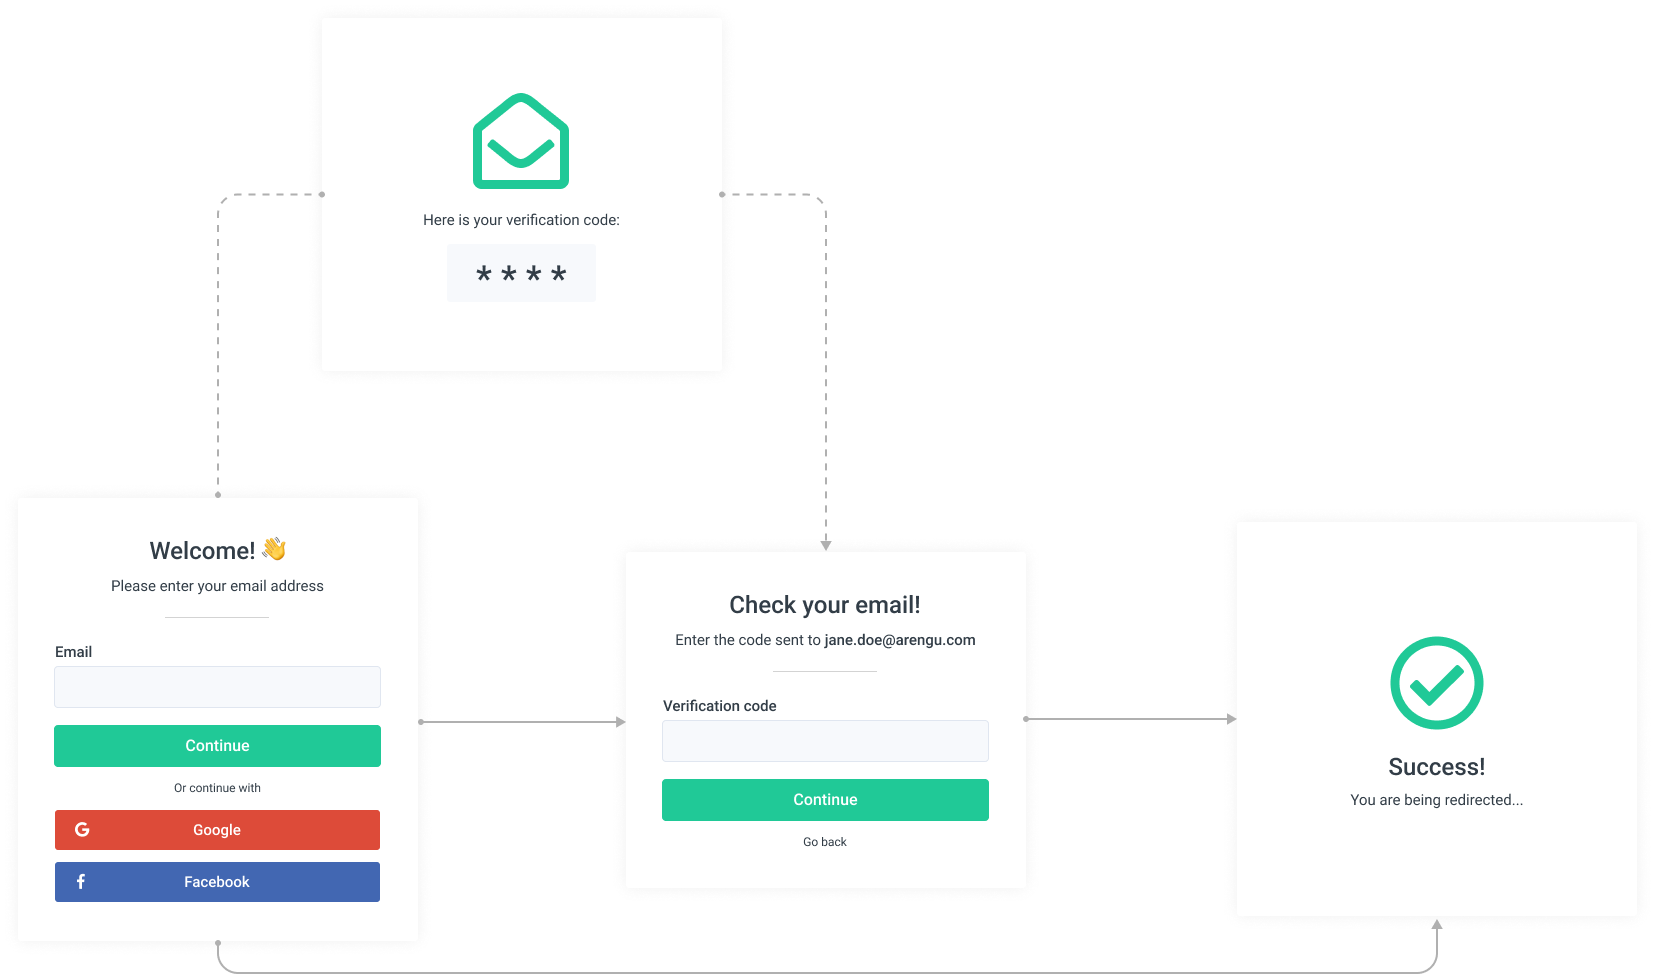 Here is your verification code:
* * * *
Welcome! 👋
Please enter your email address
Email
Continue
Or continue with
Google
Facebook
Check your email!
Enter the code sent to jane.doe@arengu.com
Verification code
Continue
Go back
Success!
You are being redirected...